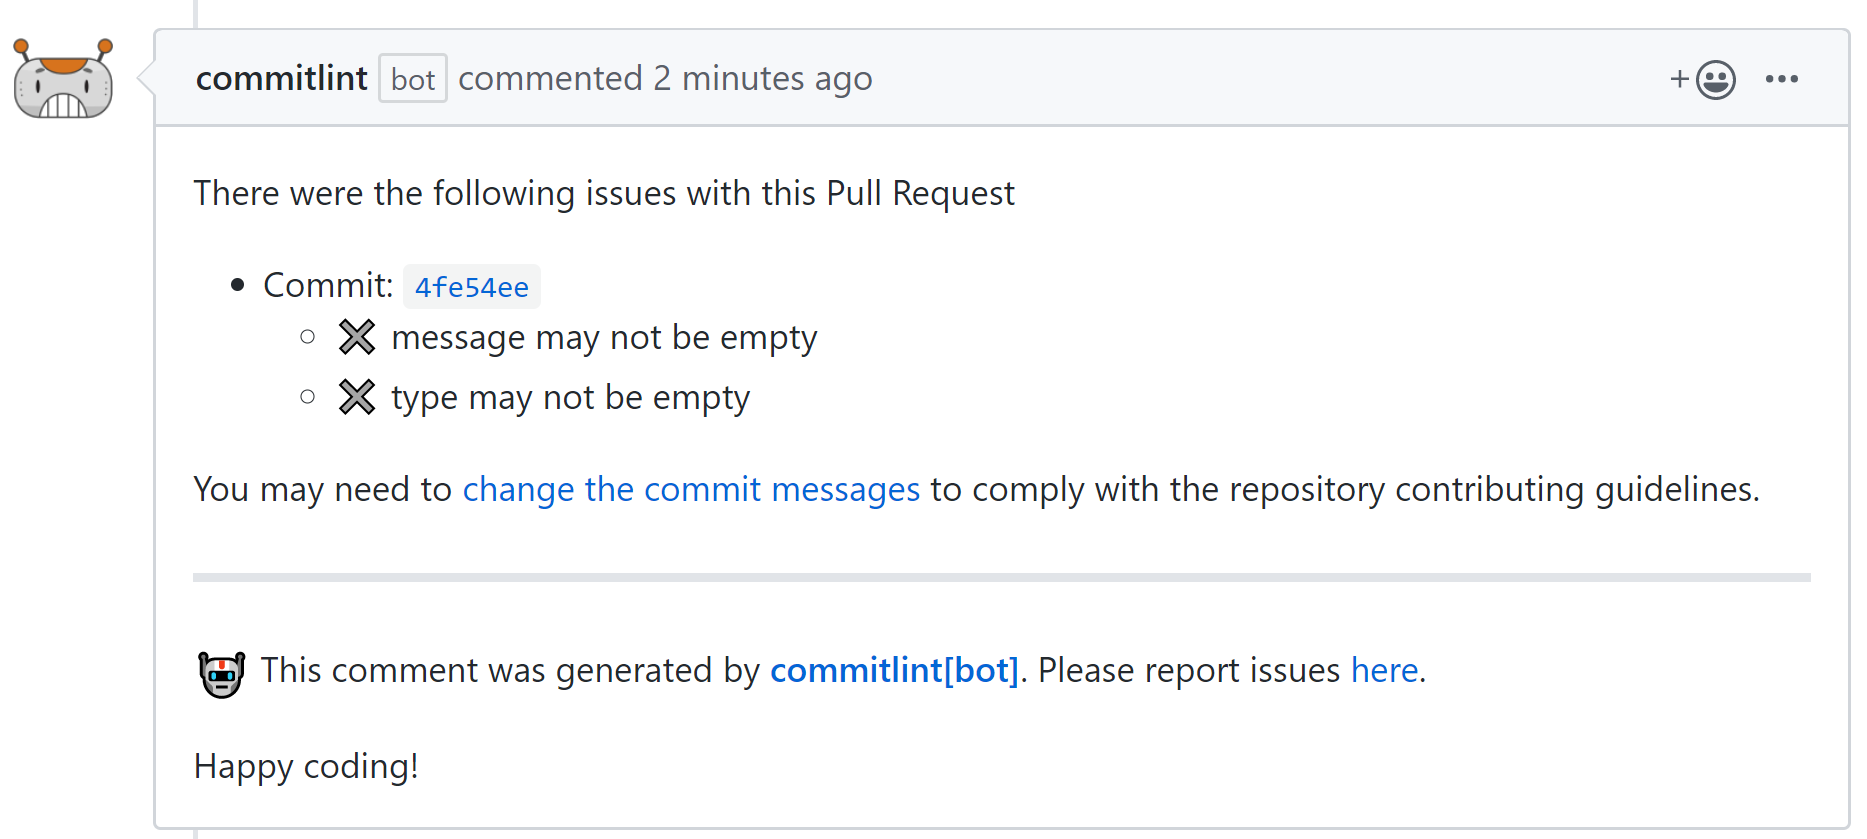 commitlint bot commented 2 minutes ago
There were the following issues with this Pull Request
Commit: 4fe54ee
message may not be empty
type may not be empty
You may need to change the commit messages to comply with the repository contributing guidelines.
This comment was generated by commitlint[bot]. Please report issues here.
Happy coding!